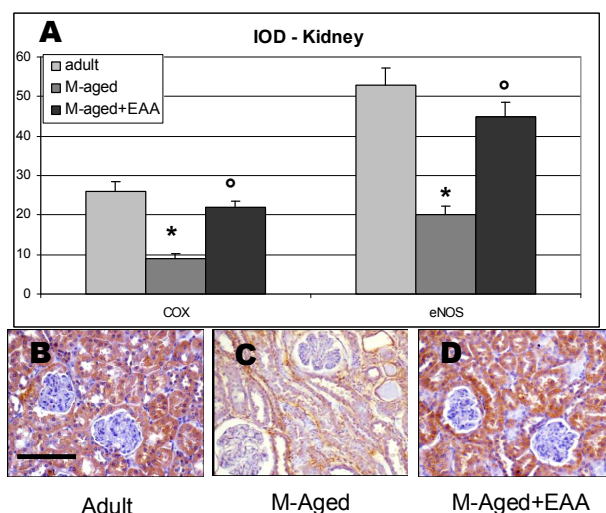 A
IOD - Kidney
60
50
40
30
20
10
0
adult
M-aged
M-aged+EAA
*
°
*
°
COX
eNOS
B
C
D
Adult
M-Aged
M-Aged+EAA